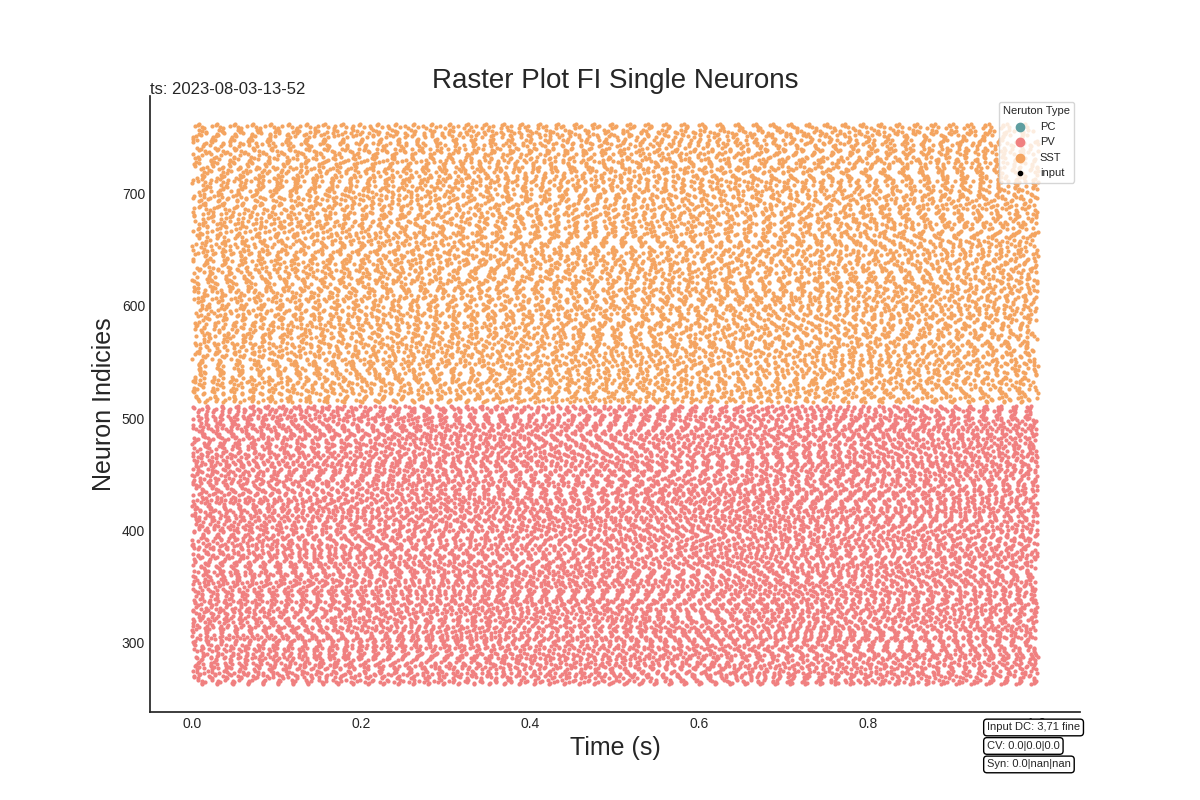 Raster Plot FI Single Neurons
ts: 2023-08-03-13-52
Neruton Type
PC
PV
SST
input
700
600
500
400
300
Neuron Indicies
0.0 0.2 0.4 0.6 0.8
Time (s)
Input DC: 3,71 fine
CV: 0.0|0.0|0.0
Syn: 0.0|nan|nan